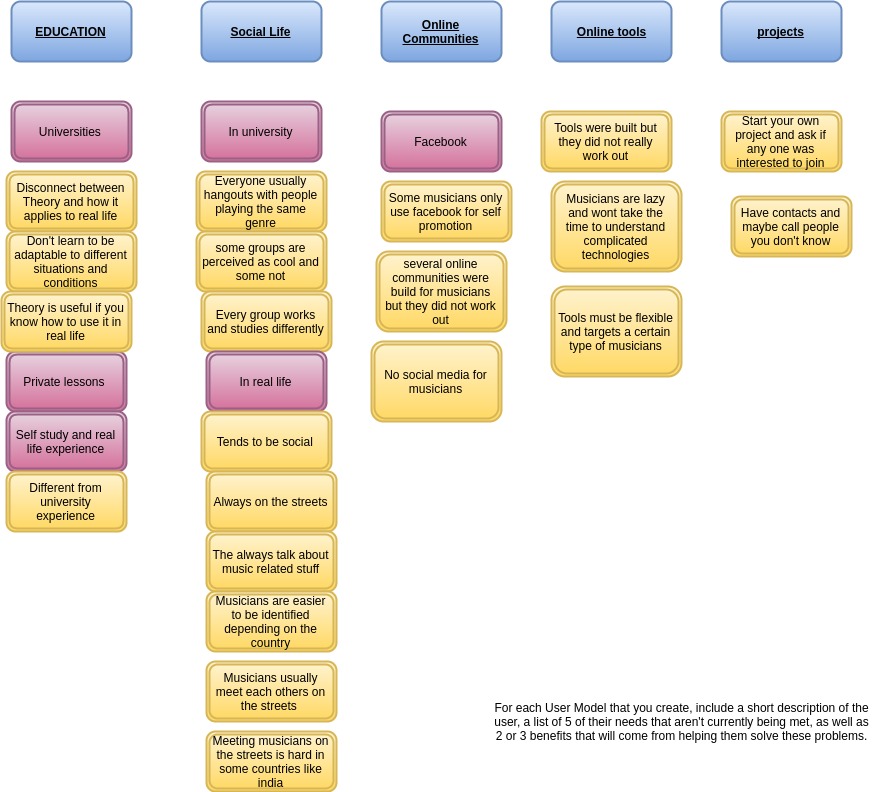 EDUCATION
Universities
Disconnect between
Theory and how it
applies to real life
Don't learn to be
adaptable to different
situations and
conditions
Theory is useful if you
know how to use it in
real life
Private lessons
Self study and real
life experience
Different from
university
experience
Social Life
In university
Everyone usually
hangouts with people
playing the same
genre
some groups are
perceived as cool and
some not
Every group works
and studies differently
In real life
Tends to be social
Always on the streets
The always talk about
music related stuff
Musicians are easier
to be identified
depending on the
country
Musicians usually
meet each others on
the streets
Meeting musicians on
the streets is hard in
some countries like
india
Online
Communities
Facebook
Some musicians only
use facebook for self
promotion
several online
communities were
build for musicians
but they did not work
out
No social media for
musicians
Online tools
Tools were built but
they did not really
work out
Musicians are lazy
and wont take the
time to understand
complicated
technologies
Tools must be flexible
and targets a certain
type of musicians
projects
Start your own
project and ask if
any one was
interested to join
Have contacts and
maybe call people
you don't know
For each User Model that you create, include a short description of the
user, a list of 5 of their needs that aren't currently being met, as well as
2 or 3 benefits that will come from helping them solve these problems.